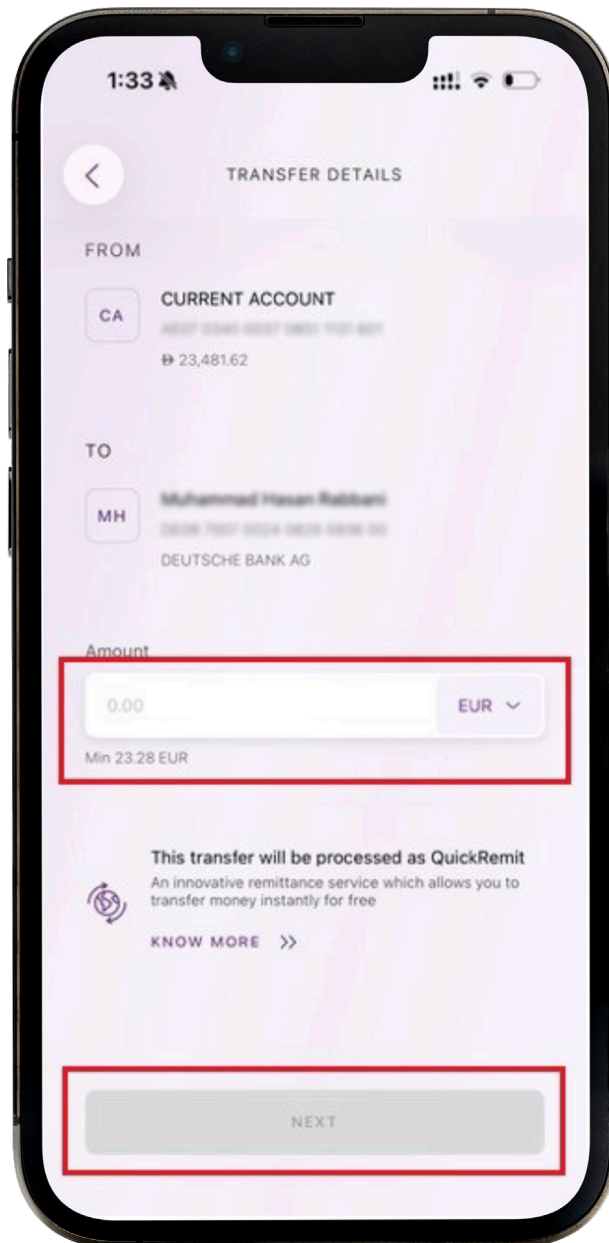 1:33
TRANSFER DETAILS
FROM
CA
CURRENT ACCOUNT
23,481.62
TO
MH
DEUTSCHE BANK AG
Amount
0.00
EUR
Min 23.28 EUR
This transfer will be processed as QuickRemit
An innovative remittance service which allows you to
transfer money instantly for free
KNOW MORE >>
NEXT